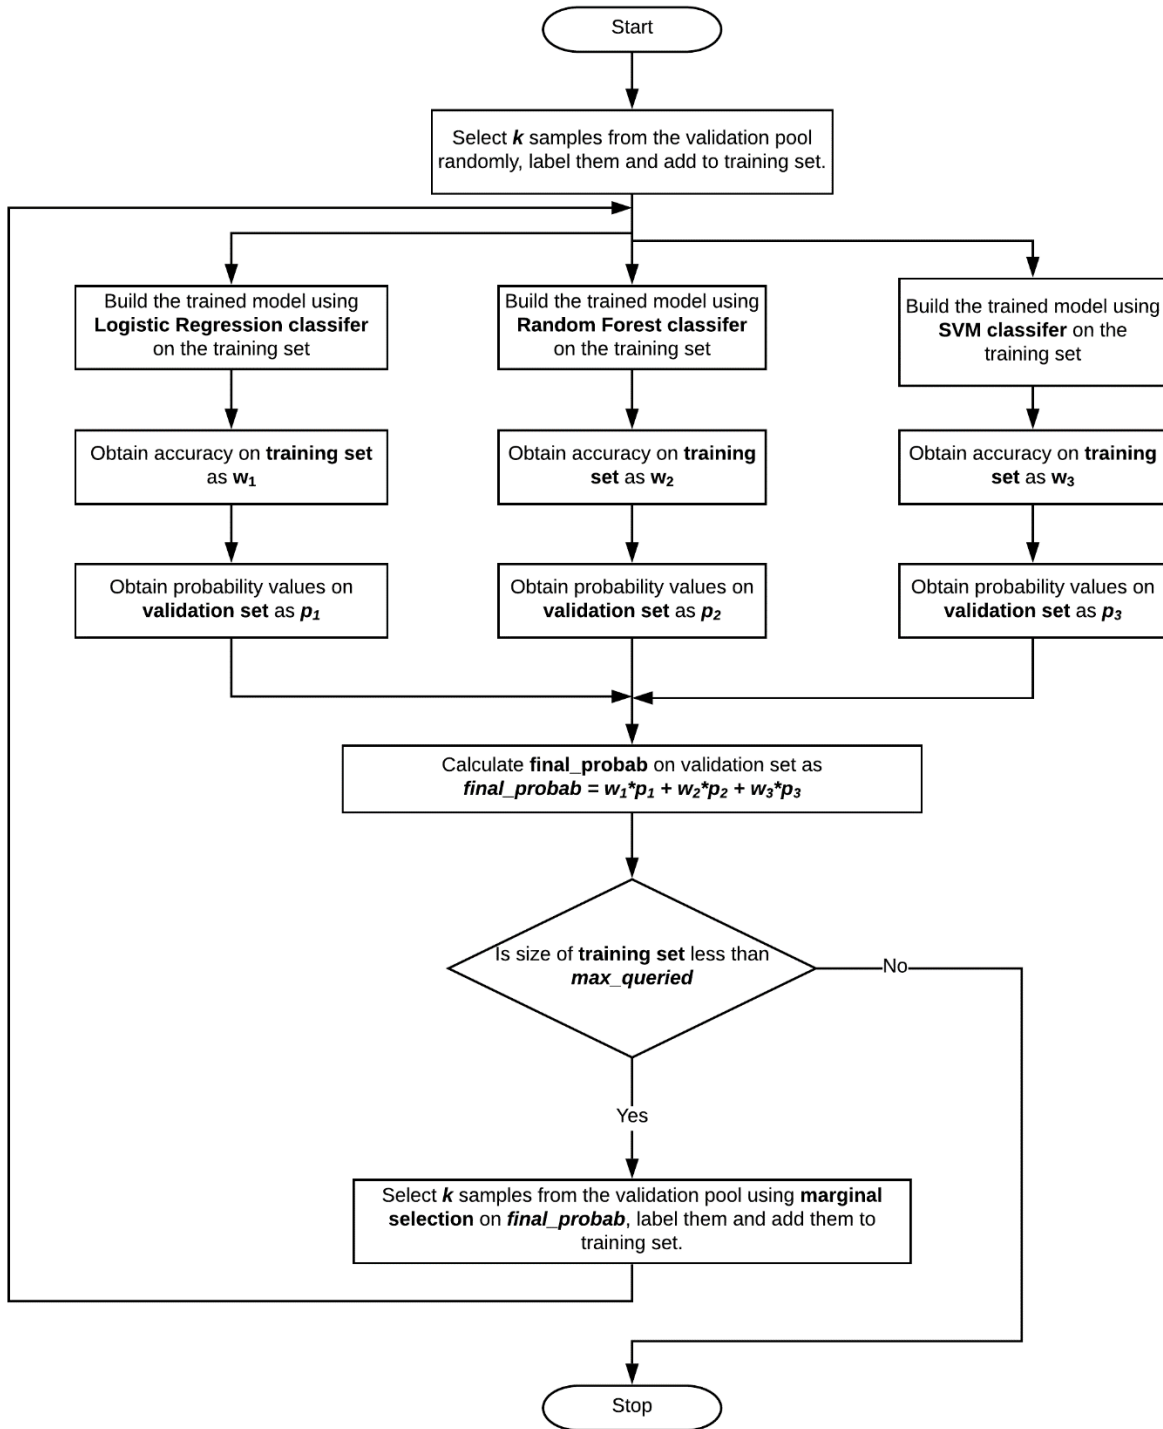 Start
Select k samples from the validation pool
randomly, label them and add to training set.
Build the trained model using
Logistic Regression classifer
on the training set
Build the trained model using
Random Forest classifer
on the training set
Build the trained model using
SVM classifer on the
training set
Obtain accuracy on training set
as w1
Obtain accuracy on training
set as w2
Obtain accuracy on training
set as w3
Obtain probability values on
validation set as p1
Obtain probability values on
validation set as p2
Obtain probability values on
validation set as p3
Calculate final_probab on validation set as
final_probab = w1*p1 + w2*p2 + w3*p3
Is size of training set less than
max_queried
No
Yes
Select k samples from the validation pool using marginal
selection on final_probab, label them and add them to
training set.
Stop